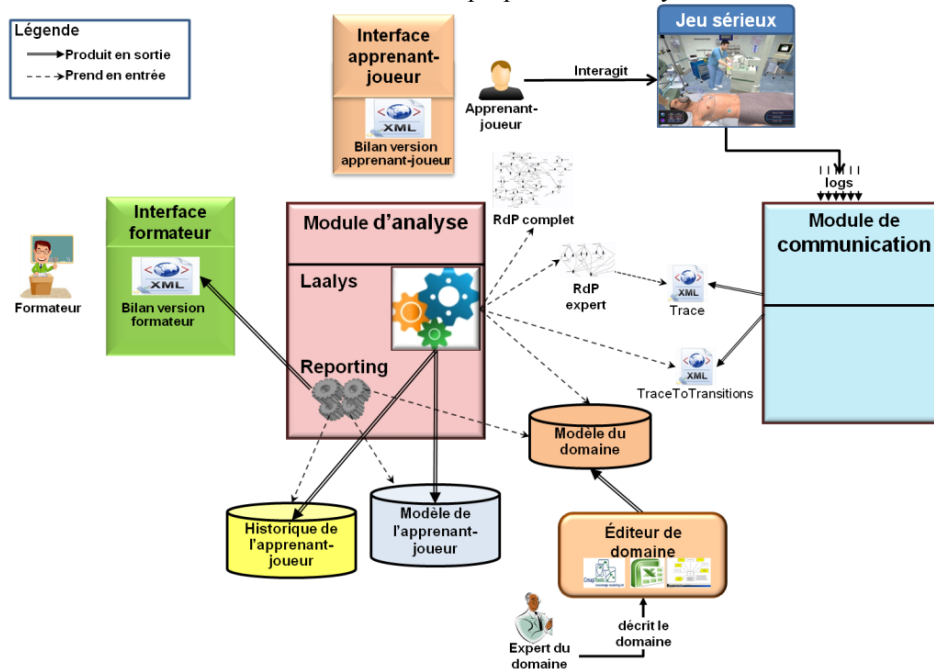 Légende
Produit en sortie
Prend en entrée
Interface
apprenant-
joueur
XML
Bilan version
apprenant-joueur
Apprenant-
joueur
Interagit
Jeu sérieux
logs
Interface
formateur
XML
Bilan version
formateur
Formateur
Module d'analyse
Laalys
Reporting
RdP complet
RdP
expert
XML
Trace
XML
TraceToTransitions
Module de
communication
Modèle du
domaine
Historique de
l'apprenant-
joueur
Modèle de
l'apprenant-
joueur
Éditeur de
domaine
CmapTools
Expert du
domaine
décrit le
domaine